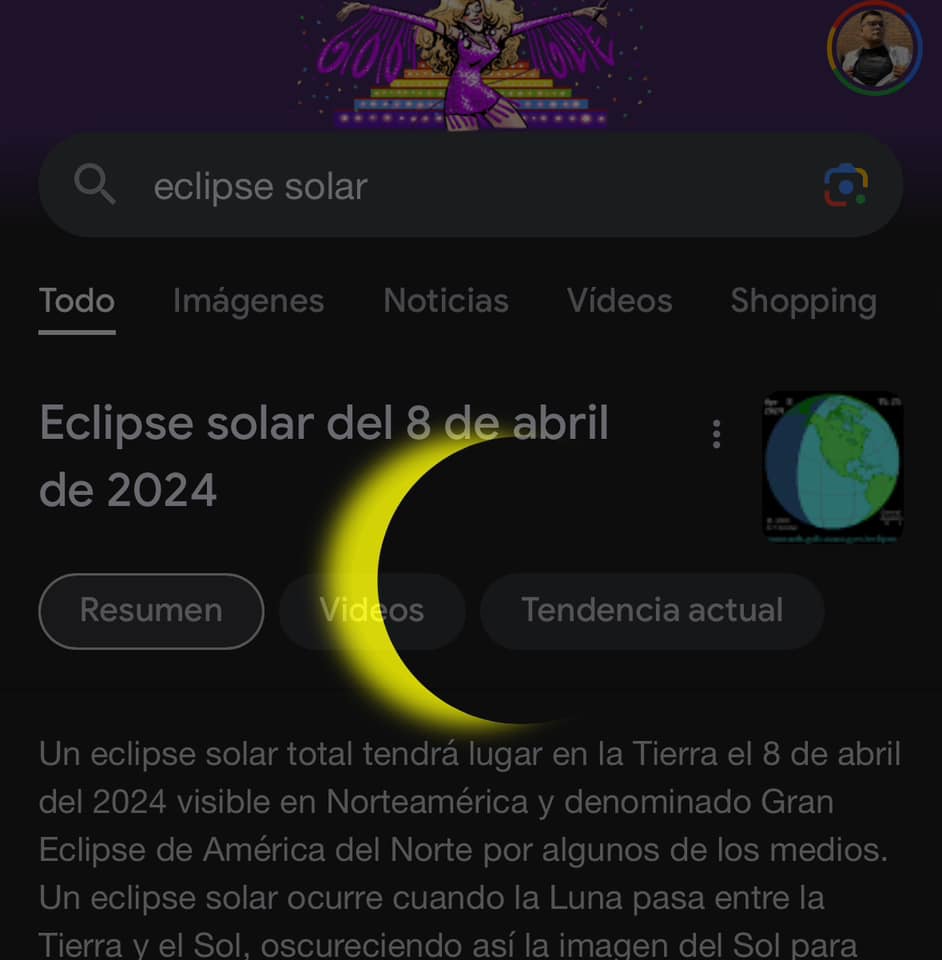 eclipse solar
Todo Imágenes Noticias Vídeos Shopping
Eclipse solar del 8 de abril
de 2024
Resumen Videos Tendencia actual
Un eclipse solar total tendrá lugar en la Tierra el 8 de abril
del 2024 visible en Norteamérica y denominado Gran
Eclipse de América del Norte por algunos de los medios.
Un eclipse solar ocurre cuando la Luna pasa entre la
Tierra y el Sol, oscureciendo así la imagen del Sol para